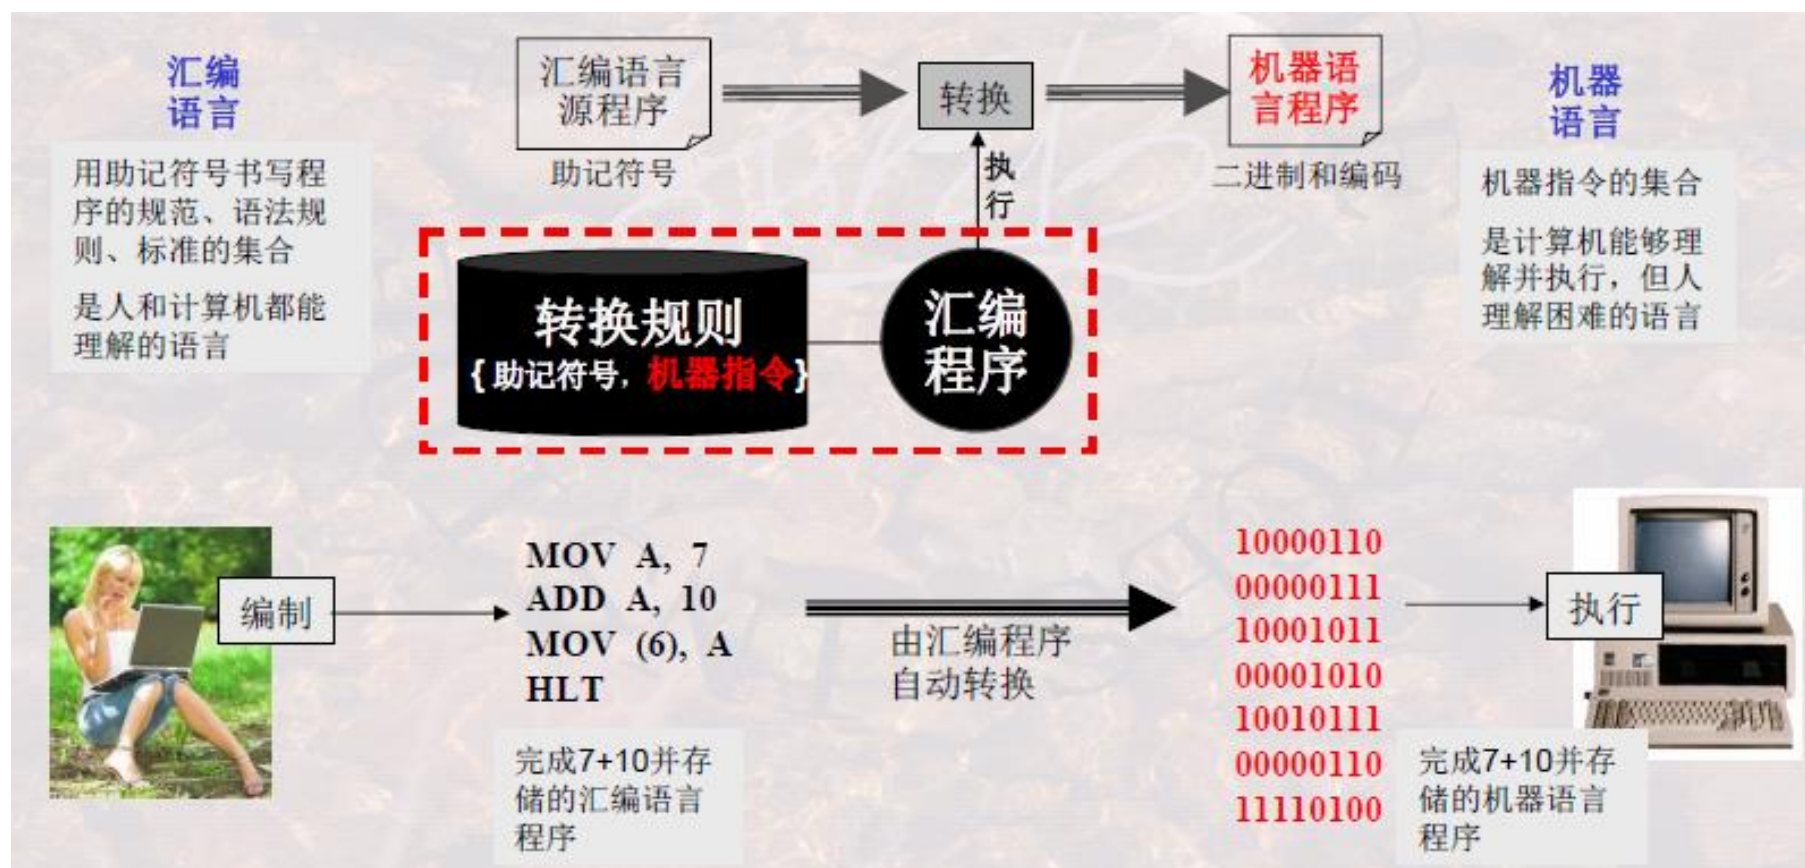 汇编
语言
用助记符号书写程
序的规范、语法规
则、标准的集合
是人和计算机都能
理解的语言
汇编语言
源程序
助记符号
转换
执
行
机器语
言程序
二进制和编码
机器
语言
机器指令的集合
是计算机能够理
解并执行，但人
理解困难的语言
转换规则
{助记符号，机器指令}
汇编
程序
编制
MOV A, 7
ADD A, 10
MOV (6), A
HLT
完成7+10并存
储的汇编语言
程序
由汇编程序
自动转换
10000110
00000111
10001011
00001010
10010111
00000110
11110100
执行
完成7+10并存
储的机器语言
程序